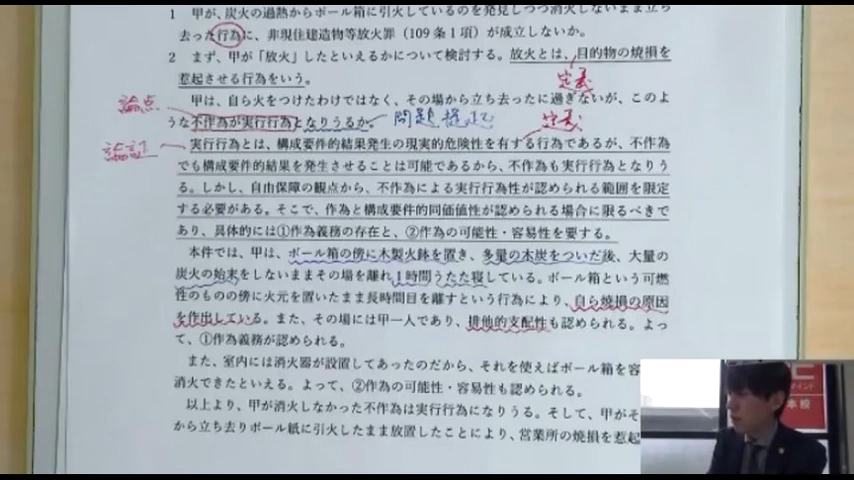 1 甲が、炭火の過熱からボール箱に引火しているのを発見しつつ消火しないまま立ち
去った行為に、非現住建造物等放火罪(109条1項)が成立しないか。
2 まず、甲が「放火」したといえるかについて検討する。放火とは、目的物の焼損を
惹起させる行為をいう。
定義
甲は、自ら火をつけたわけではなく、その場から立ち去ったに過ぎないが、このよ
論点
うな不作為が実行行為となりうるか。
問題提起
定義
論証
実行行為とは、構成要件的結果発生の現実的危険性を有する行為であるが、不作為
でも構成要件的結果を発生させることは可能であるから、不作為も実行行為となりう
る。しかし、自由保障の観点から、不作為による実行行為性が認められる範囲を限定
する必要がある。そこで、作為と構成要件的同価値性が認められる場合に限るべきで
あり、具体的には①作為義務の存在と、②作為の可能性・容易性を要する。
本件では、甲は、ボール箱の傍に木製火鉢を置き、多量の木炭をついだ後、大量の
炭火の始末をしないままその場を離れ1時間うたた寝している。ボール箱という可燃
性のものの傍に火元を置いたまま長時間目を離すという行為により、自ら焼損の原因
を作出している。また、その場には甲一人であり、排他的支配性も認められる。よっ
て、①作為義務が認められる。
また、室内には消火器が設置してあったのだから、それを使えばボール箱を容
消火できたといえる。よって、②作為の可能性・容易性も認められる。
以上より、甲が消火しなかった不作為は実行行為になりうる。そして、甲がそ
から立ち去りボール紙に引火したまま放置したことにより、営業所の焼損を惹起
本校